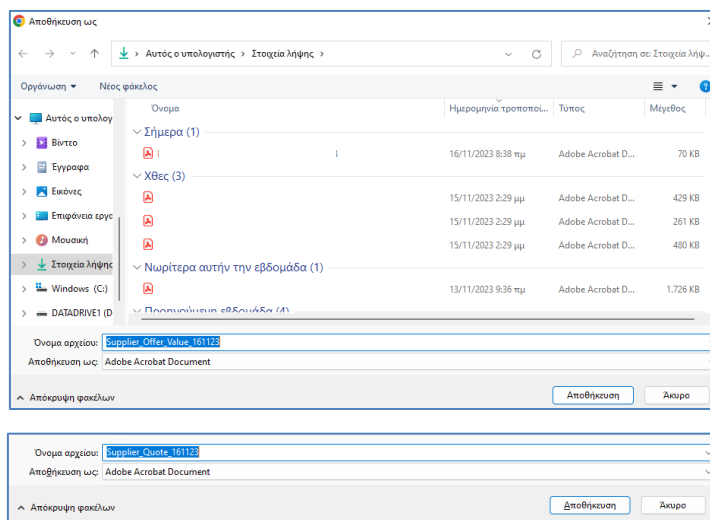 Αποθήκευση ως
Αυτός ο υπολογιστής > Στοιχεία λήψης >
Αναζήτηση σε: Στοιχεία λήψ...
Οργάνωση Νέος φάκελος
Όνομα Ημερομηνία τροποποί... Τύπος Μέγεθος
Αυτός ο υπολογ
Βίντεο
Έγγραφα
Εικόνες
Επιφάνεια εργα
Μουσική
Στοιχεία λήψης
Windows (C:)
DATADRIVE1 (D
Σήμερα (1)
16/11/2023 8:38 πμ Adobe Acrobat D... 70 KB
Χθες (3)
15/11/2023 2:29 μμ Adobe Acrobat D... 429 KB
15/11/2023 2:29 μμ Adobe Acrobat D... 261 KB
15/11/2023 2:29 μμ Adobe Acrobat D... 480 KB
Νωρίτερα αυτήν την εβδομάδα (1)
13/11/2023 9:36 πμ Adobe Acrobat D... 1.726 KB
Προηγούμενη εβδομάδα (4)
Όνομα αρχείου: Supplier_Offer_Value_161123
Αποθήκευση ως: Adobe Acrobat Document
Απόκρυψη φακέλων Αποθήκευση Άκυρο
Όνομα αρχείου: Supplier_Quote_161123
Αποθήκευση ως: Adobe Acrobat Document
Απόκρυψη φακέλων Αποθήκευση Άκυρο